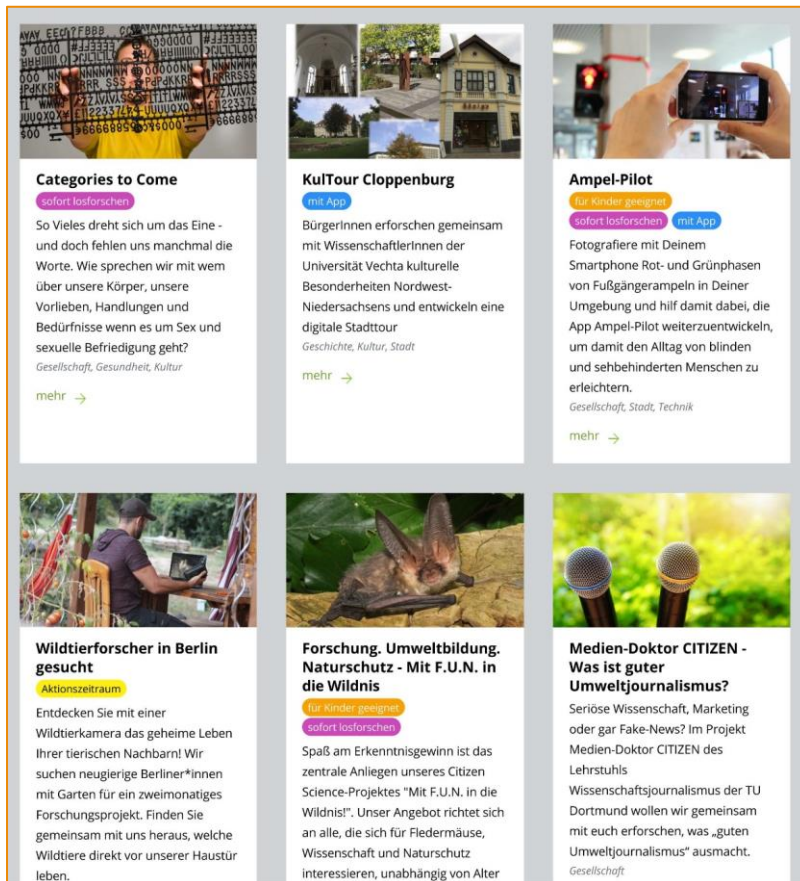 Categories to Come
sofort losforschen
So Vieles dreht sich um das Eine -
und doch fehlen uns manchmal die
Worte. Wie sprechen wir mit wem
über unsere Körper, unsere
Vorlieben, Handlungen und
Bedürfnisse wenn es um Sex und
sexuelle Befriedigung geht?
Gesellschaft, Gesundheit, Kultur
mehr →
KulTour Cloppenburg
mit App
BürgerInnen erforschen gemeinsam
mit WissenschaftlerInnen der
Universität Vechta kulturelle
Besonderheiten Nordwest-
Niedersachsens und entwickeln eine
digitale Stadttour
Geschichte, Kultur, Stadt
mehr →
Ampel-Pilot
für Kinder geeignet
sofort losforschen mit App
Fotografiere mit Deinem
Smartphone Rot- und Grünphasen
von Fußgängerampeln in Deiner
Umgebung und hilf damit dabei, die
App Ampel-Pilot weiterzuentwickeln,
um damit den Alltag von blinden
und sehbehinderten Menschen zu
erleichtern.
Gesellschaft, Stadt, Technik
mehr →
Wildtierforscher in Berlin
gesucht
Aktionszeitraum
Entdecken Sie mit einer
Wildtierkamera das geheime Leben
Ihrer tierischen Nachbarn! Wir
suchen neugierige Berliner*innen
mit Garten für ein zweimonatiges
Forschungsprojekt. Finden Sie
gemeinsam mit uns heraus, welche
Wildtiere direkt vor unserer Haustür
leben.
Forschung. Umweltbildung.
Naturschutz - Mit F.U.N. in
die Wildnis
für Kinder geeignet
sofort losforschen
Spaß am Erkenntnisgewinn ist das
zentrale Anliegen unseres Citizen
Science-Projektes "Mit F.U.N. in die
Wildnis!". Unser Angebot richtet sich
an alle, die sich für Fledermäuse,
Wissenschaft und Naturschutz
interessieren, unabhängig von Alter
Medien-Doktor CITIZEN -
Was ist guter
Umweltjournalismus?
Seriöse Wissenschaft, Marketing
oder gar Fake-News? Im Projekt
Medien-Doktor CITIZEN des
Lehrstuhls
Wissenschaftsjournalismus der TU
Dortmund wollen wir gemeinsam
mit euch erforschen, was „guten
Umweltjournalismus“ ausmacht.
Gesellschaft